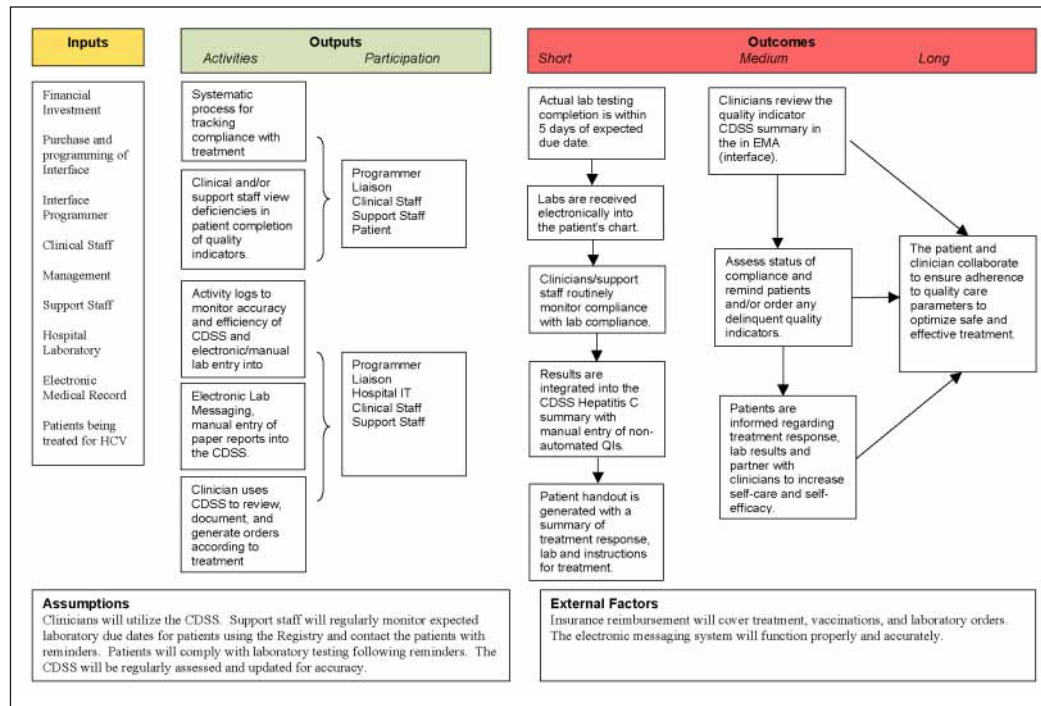 Inputs
Financial
Investment
Purchase and
programming of
Interface
Interface
Programmer
Clinical Staff
Management
Support Staff
Hospital
Laboratory
Electronic
Medical Record
Patients being
treated for HCV
Outputs
Activities Participation
Systematic
process for
tracking
compliance with
treatment
Clinical and/or
support staff view
deficiencies in
patient completion
of quality
indicators.
Programmer
Liaison
Clinical Staff
Support Staff
Patient
Activity logs to
monitor accuracy
and efficiency of
CDSS and
electronic/manual
lab entry into
Electronic Lab
Messaging,
manual entry of
paper reports into
the CDSS.
Clinician uses
CDSS to review,
document, and
generate orders
according to
treatment
Programmer
Liaison
Hospital IT
Clinical Staff
Support Staff
Outcomes
Short Medium Long
Actual lab testing
completion is within
5 days of expected
due date.
Labs are received
electronically into
the patient's chart.
Clinicians/support
staff routinely
monitor compliance
with lab compliance.
Results are
integrated into the
CDSS Hepatitis C
summary with
manual entry of non-
automated QIs.
Patient handout is
generated with a
summary of
treatment response,
lab and instructions
for treatment.
Clinicians review the
quality indicator
CDSS summary in
the in EMA
(interface).
Assess status of
compliance and
remind patients
and/or order any
delinquent quality
indicators.
Patients are
informed regarding
treatment response,
lab results and
partner with
clinicians to increase
self-care and self-
efficacy.
The patient and
clinician collaborate
to ensure adherence
to quality care
parameters to
optimize safe and
effective treatment.
Assumptions
Clinicians will utilize the CDSS. Support staff will regularly monitor expected
laboratory due dates for patients using the Registry and contact the patients with
reminders. Patients will comply with laboratory testing following reminders. The
CDSS will be regularly assessed and updated for accuracy.
External Factors
Insurance reimbursement will cover treatment, vaccinations, and laboratory orders.
The electronic messaging system will function properly and accurately.